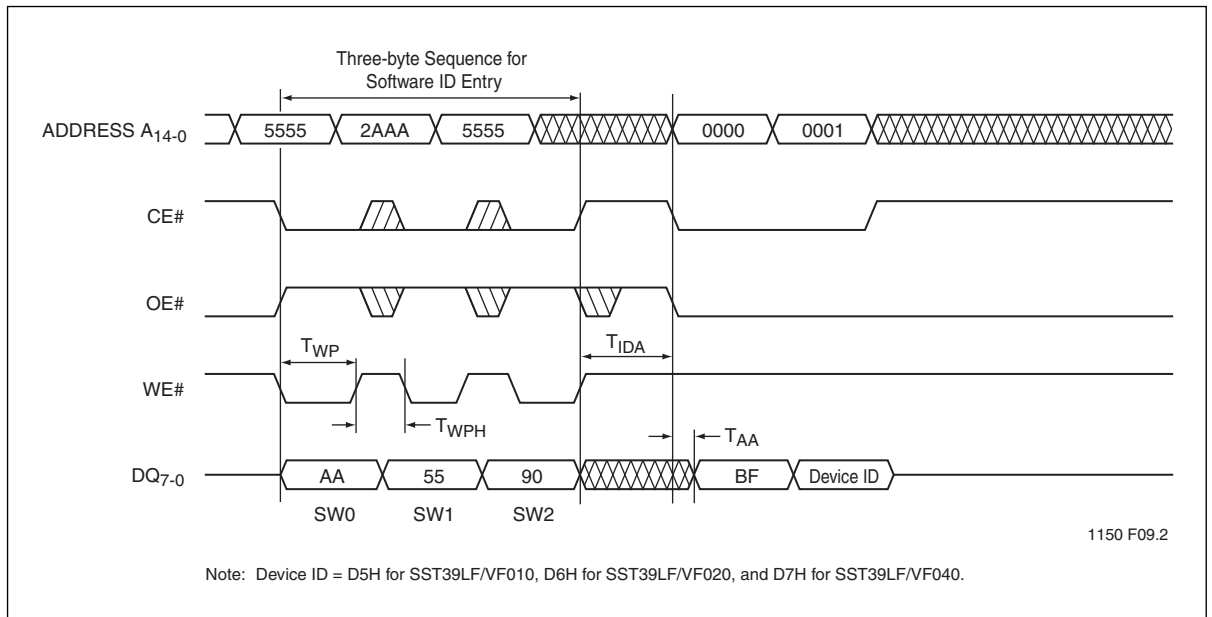 Three-byte Sequence for
Software ID Entry
ADDRESS A14-0
5555 2AAA 5555 0000 0001
CE#
OE#
TWP TIDA
WE#
TWPH TAA
DQ7-0
AA 55 90 BF Device ID
SW0 SW1 SW2
1150 F09.2
Note: Device ID = D5H for SST39LF/VF010, D6H for SST39LF/VF020, and D7H for SST39LF/VF040.